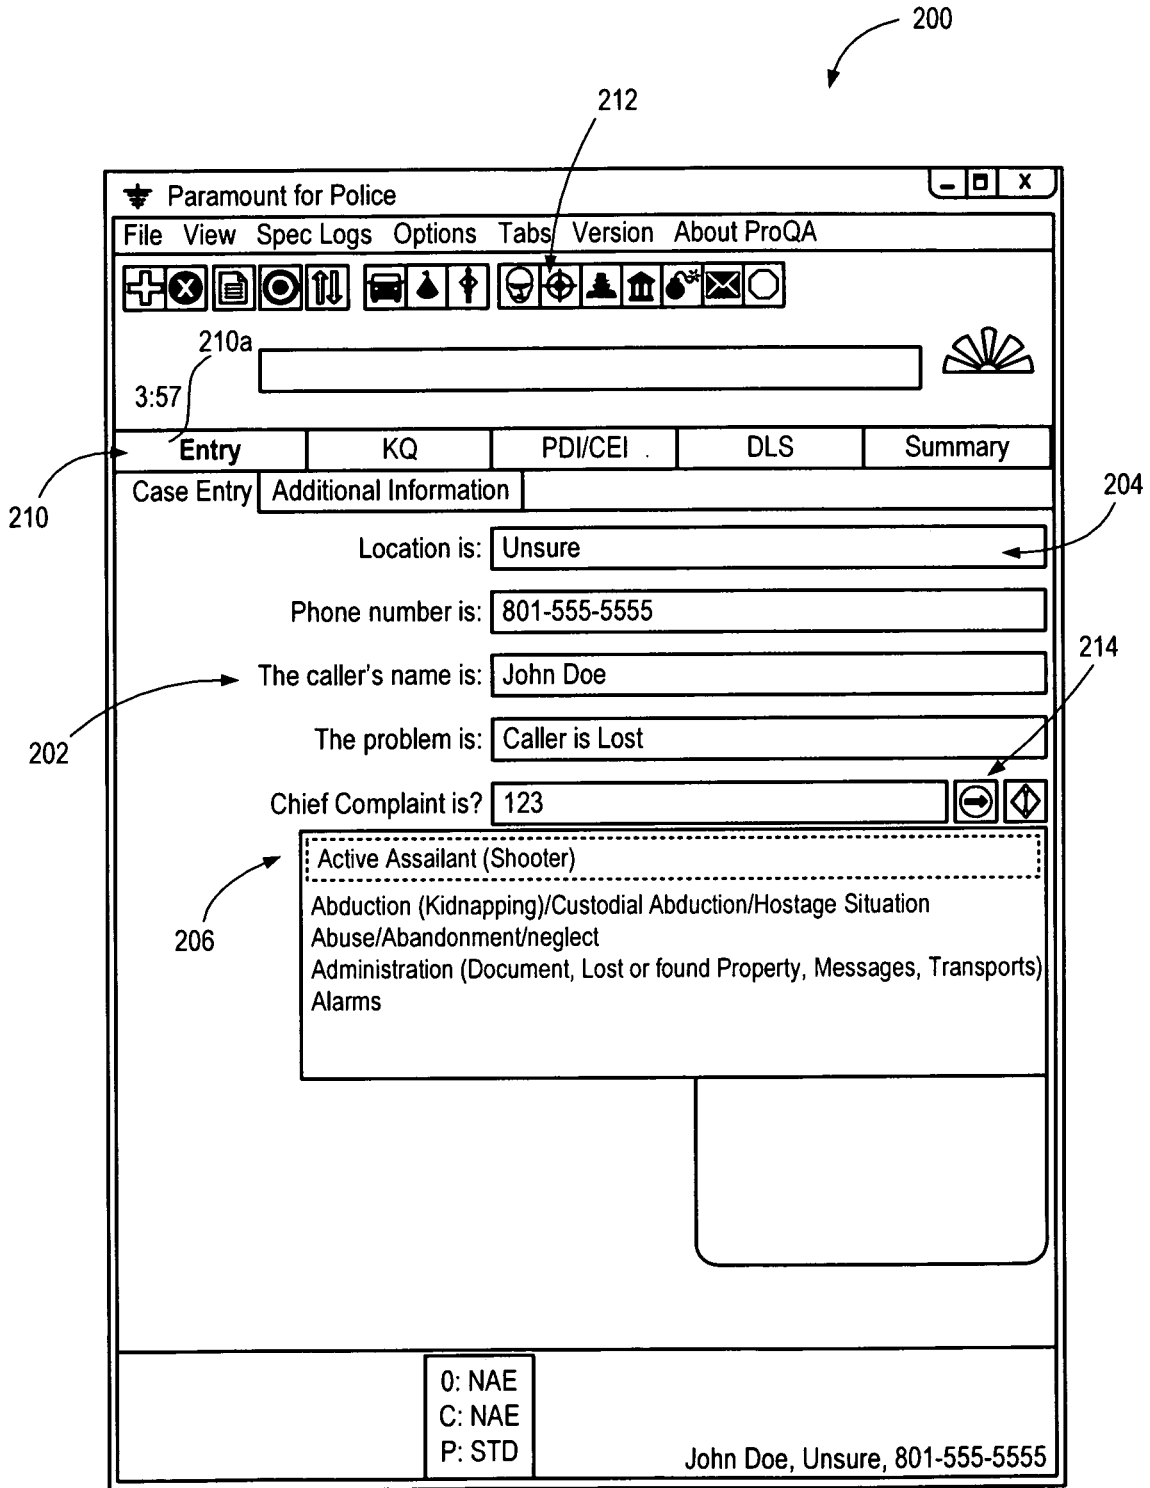 200
212
Paramount for Police
X
File View Spec Logs Options Tabs Version About ProQA
210a
3:57
Entry KQ PDI/CEI DLS Summary
210
Case Entry Additional Information
204
Location is: Unsure
Phone number is: 801-555-5555
214
The caller's name is: John Doe
202
The problem is: Caller is Lost
Chief Complaint is? 123
Active Assailant (Shooter)
206
Abduction (Kidnapping)/Custodial Abduction/Hostage Situation
Abuse/Abandonment/neglect
Administration (Document, Lost or found Property, Messages, Transports)
Alarms
0: NAE
C: NAE
P: STD
John Doe, Unsure, 801-555-5555